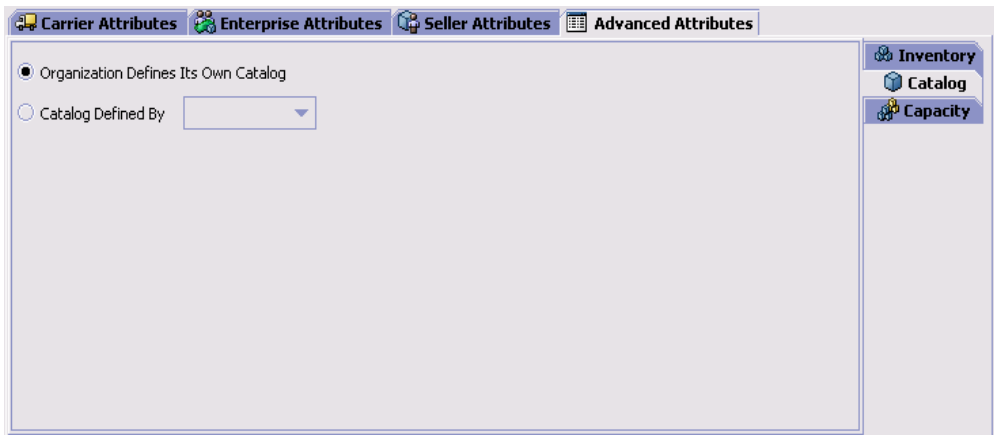 Carrier Attributes Enterprise Attributes Seller Attributes Advanced Attributes
Inventory
Organization Defines Its Own Catalog
Catalog
Catalog Defined By
Capacity